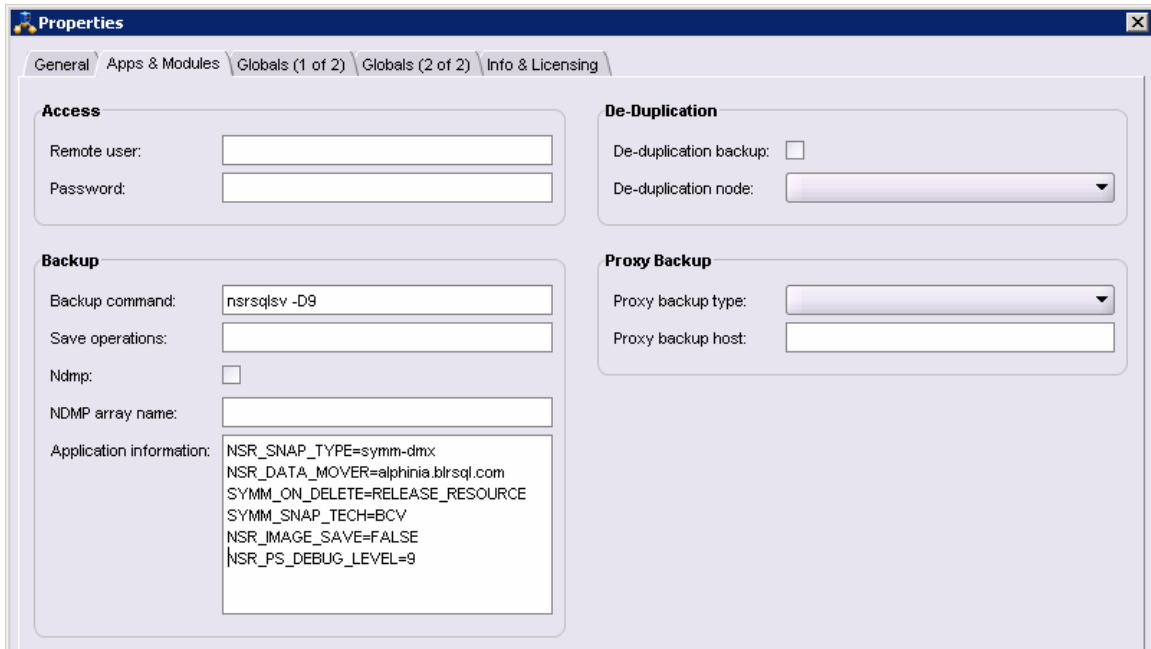 Properties
General
Apps & Modules
Globals (1 of 2)
Globals (2 of 2)
Info & Licensing
Access
Remote user:
Password:
Backup
Backup command:
nsrsqlsv -D9
Save operations:
Ndmp:
NDMP array name:
Application information:
NSR_SNAP_TYPE=symm-dmx
NSR_DATA_MOVER=alphinia.blrsql.com
SYMM_ON_DELETE=RELEASE_RESOURCE
SYMM_SNAP_TECH=BCV
NSR_IMAGE_SAVE=FALSE
NSR_PS_DEBUG_LEVEL=9
De-Duplication
De-duplication backup:
De-duplication node:
Proxy Backup
Proxy backup type:
Proxy backup host: